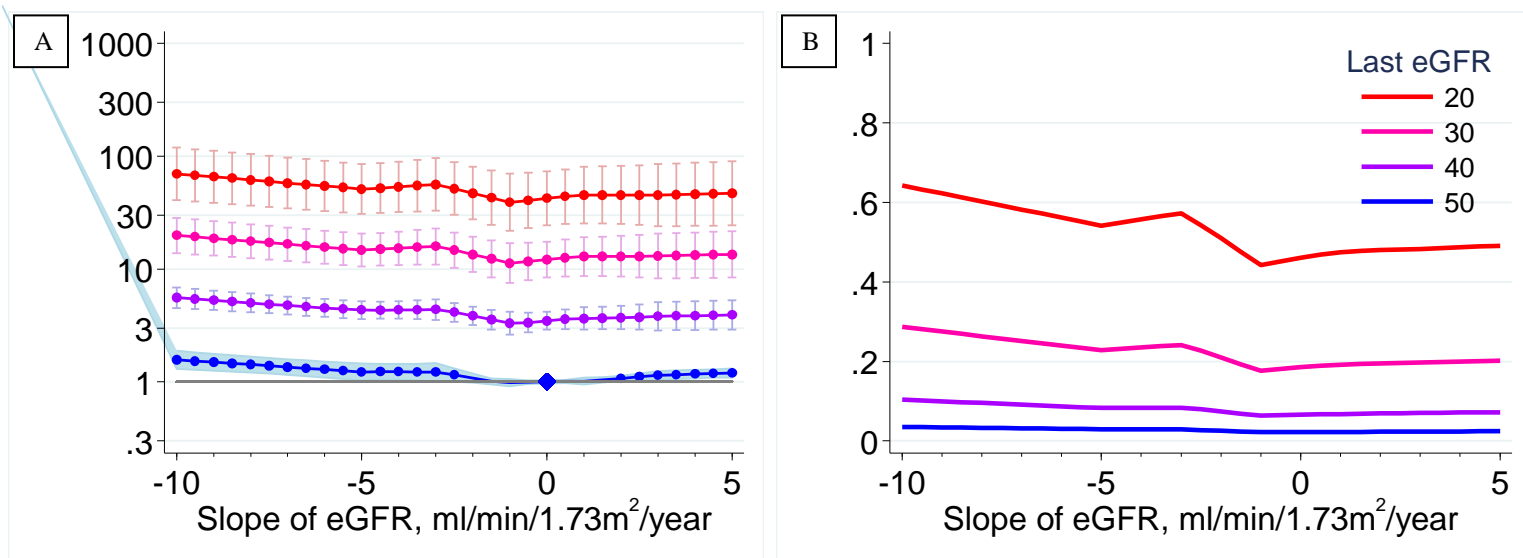 A
1000
300
100
30
10
3
1
.3
-10 -5 0 5
Slope of eGFR, ml/min/1.73m²/year
B
1
.8
.6
.4
.2
0
Last eGFR
20
30
40
50
-10 -5 0 5
Slope of eGFR, ml/min/1.73m²/year